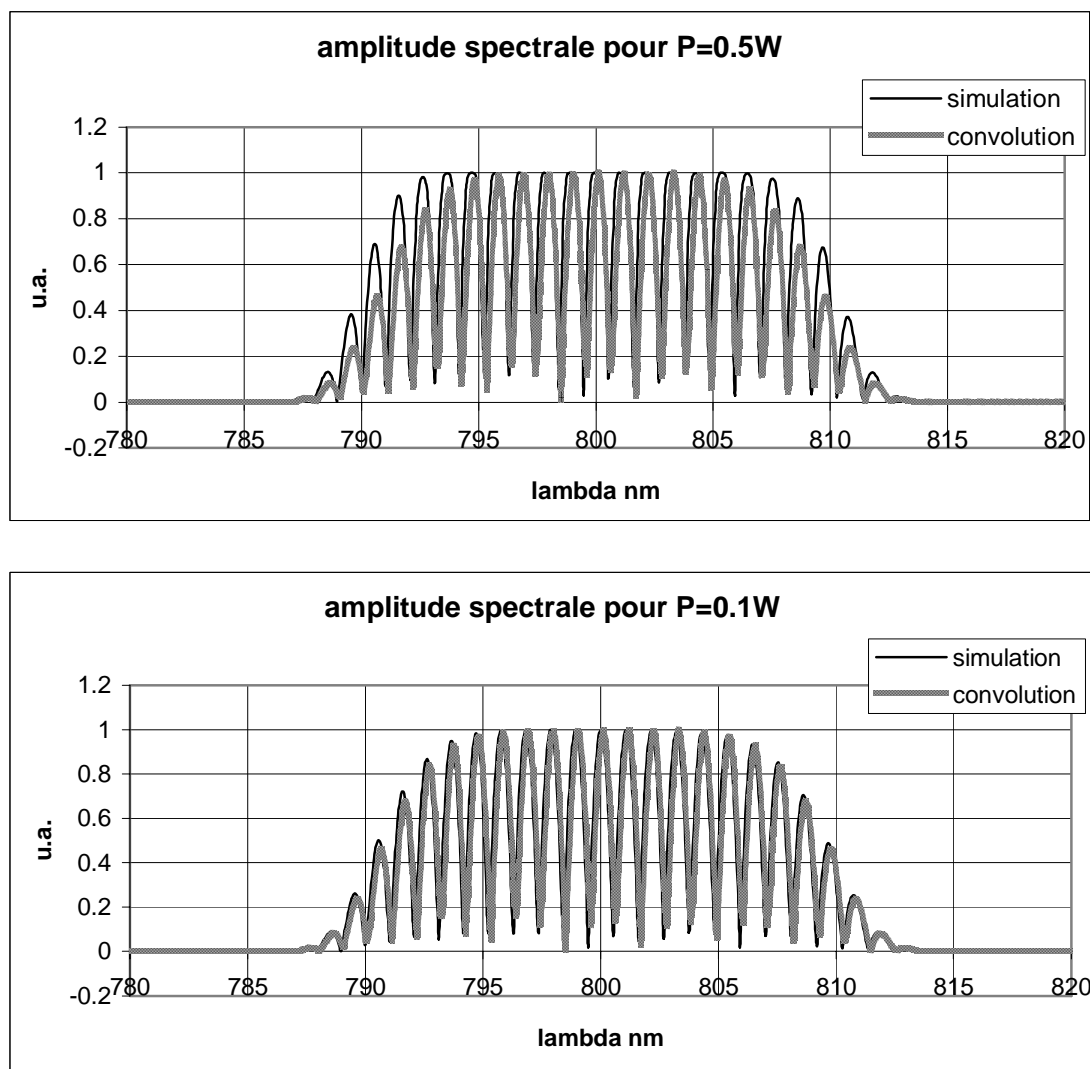 amplitude spectrale pour P=0.5W
simulation
convolution
1.2
1
0.8
0.6
0.4
0.2
0
-0.2
u.a.
780 785 790 795 800 805 810 815 820
lambda nm
amplitude spectrale pour P=0.1W
simulation
convolution
1.2
1
0.8
0.6
0.4
0.2
0
-0.2
u.a.
780 785 790 795 800 805 810 815 820
lambda nm